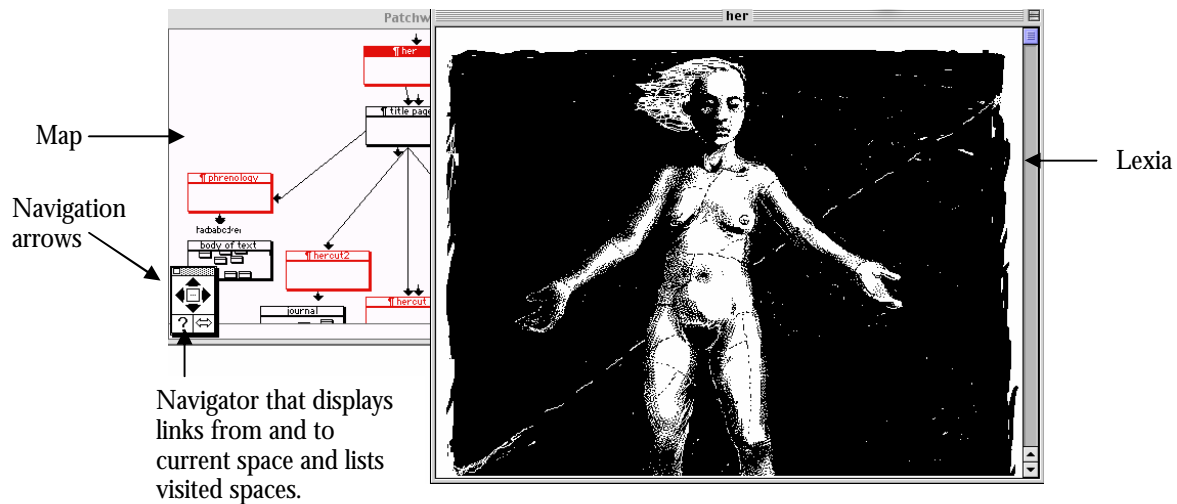 Patchw
her
¶ her
¶ title page
Map
Lexia
¶ phrenology
Navigation
arrows
body of text
¶ hercut2
journal
¶ hercut
?
Navigator that displays
links from and to
current space and lists
visited spaces.